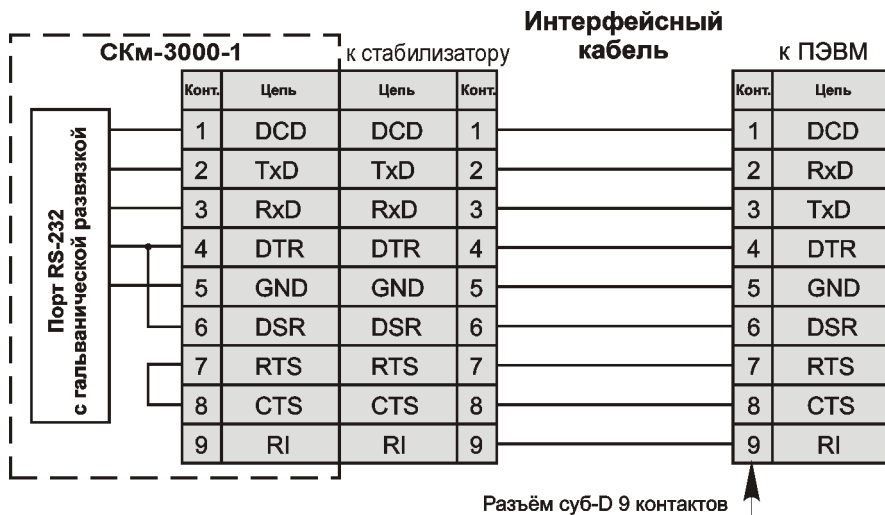 Интерфейсный
кабель
СКм-3000-1
к стабилизатору
к ПЭВМ
Конт. Цепь Цепь Конт. Конт. Цепь
1 DCD DCD 1 1 DCD
2 TxD TxD 2 2 RxD
3 RxD RxD 3 3 TxD
4 DTR DTR 4 4 DTR
5 GND GND 5 5 GND
6 DSR DSR 6 6 DSR
7 RTS RTS 7 7 RTS
8 CTS CTS 8 8 CTS
9 RI RI 9 9 RI
Порт RS-232
с гальванической развязкой
Разъём суб-D 9 контактов